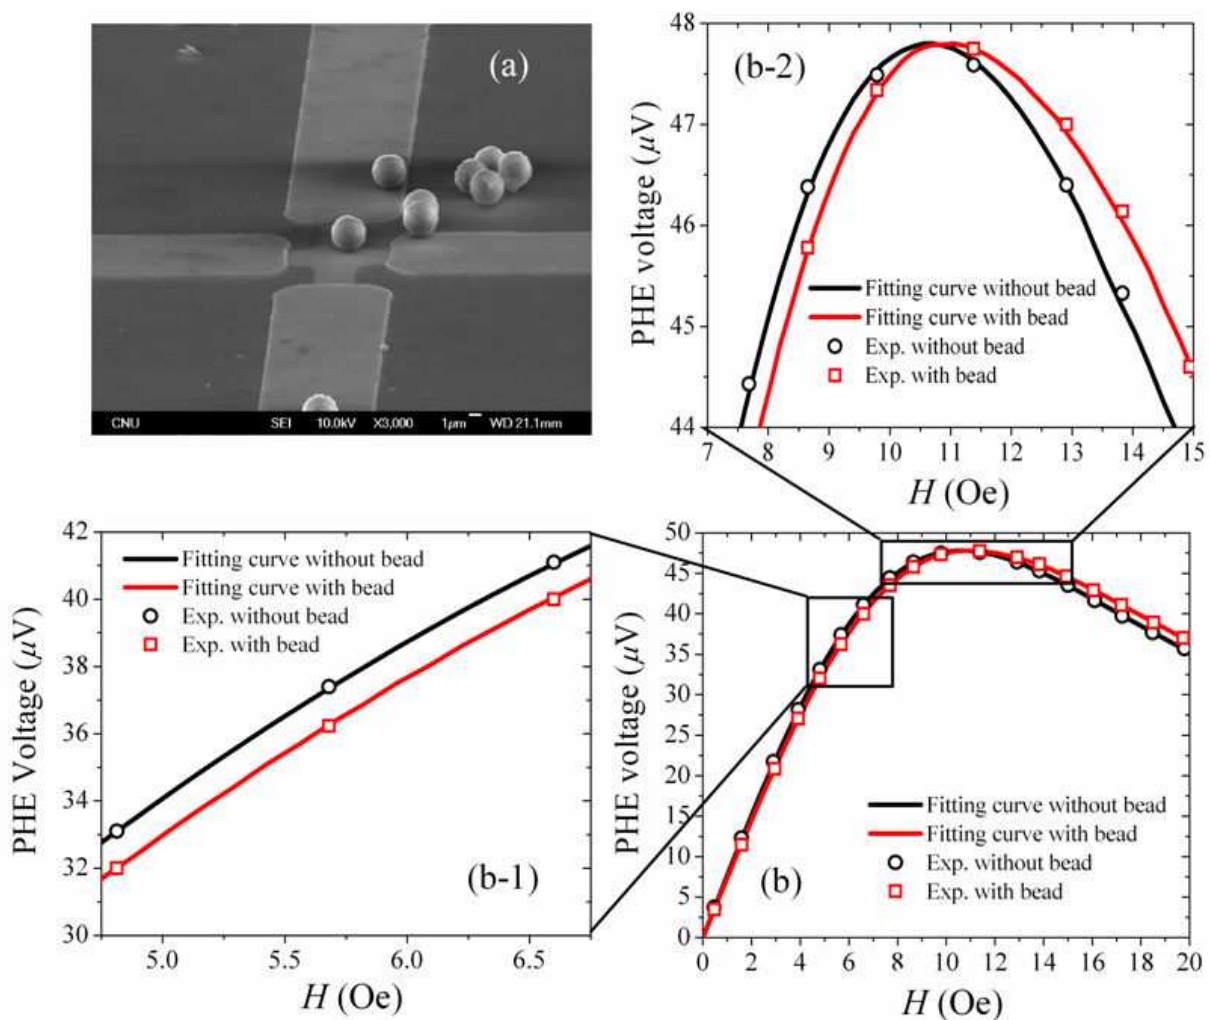 (a)
CNU SEI 10.0kV X3,000 1μm WD 21.1mm
(b-2)
PHE voltage (μV)
48
47
46
45
44
Fitting curve without bead
Fitting curve with bead
Exp. without bead
Exp. with bead
7 8 9 10 11 12 13 14 15
H (Oe)
(b-1)
PHE Voltage (μV)
42
40
38
36
34
32
30
Fitting curve without bead
Fitting curve with bead
Exp. without bead
Exp. with bead
5.0 5.5 6.0 6.5
H (Oe)
(b)
PHE voltage (μV)
50
45
40
35
30
25
20
15
10
5
0
Fitting curve without bead
Fitting curve with bead
Exp. without bead
Exp. with bead
0 2 4 6 8 10 12 14 16 18 20
H (Oe)